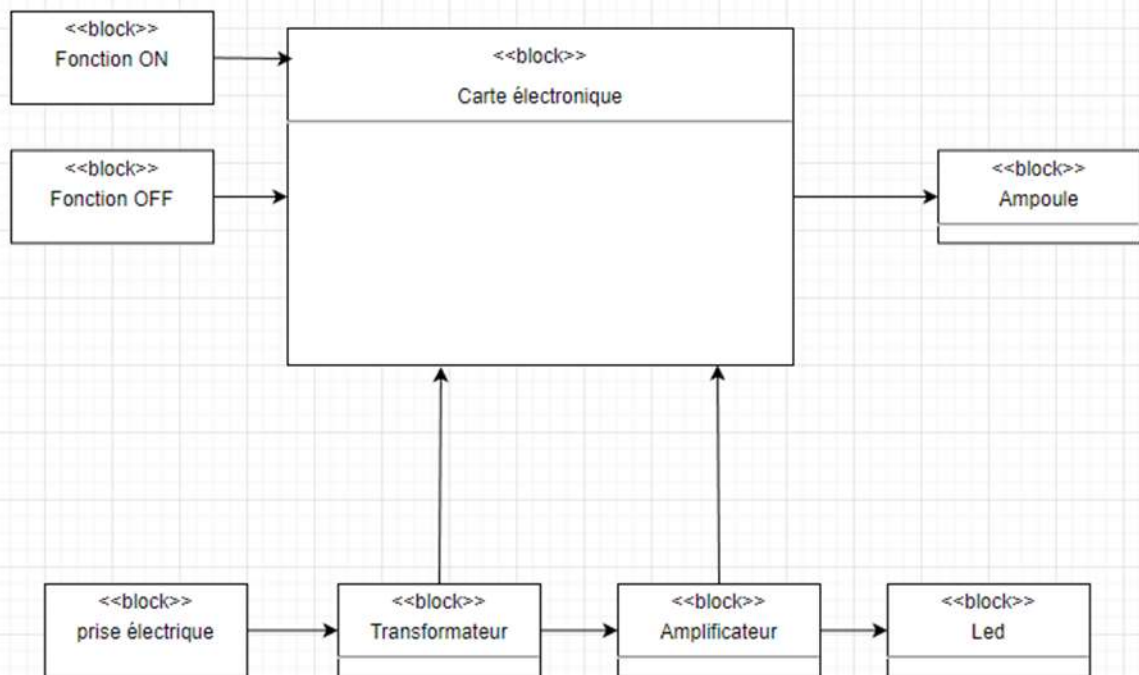 <<block>>
Fonction ON
<<block>>
Carte électronique
<<block>>
Fonction OFF
<<block>>
Ampoule
<<block>>
prise électrique
<<block>>
Transformateur
<<block>>
Amplificateur
<<block>>
Led